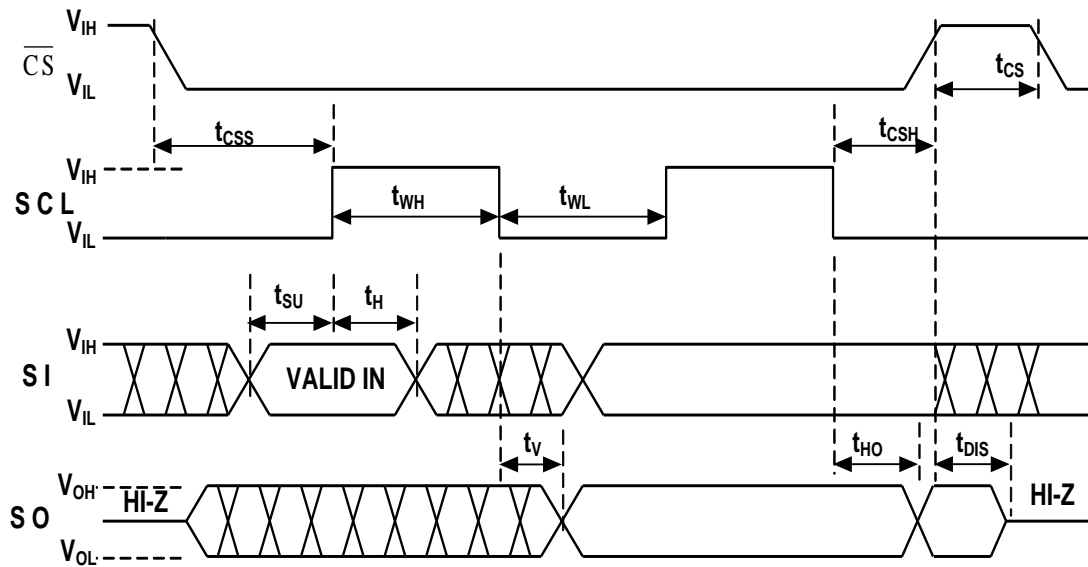 V_IH
CS
V_IL
t_CS
t_CSS
t_CSH
V_IH
SCL
V_IL
t_WH
t_WL
t_SU
t_H
V_IH
SI
V_IL
VALID IN
t_V
t_HO
t_DIS
V_OH
HI-Z
HI-Z
SO
V_OL